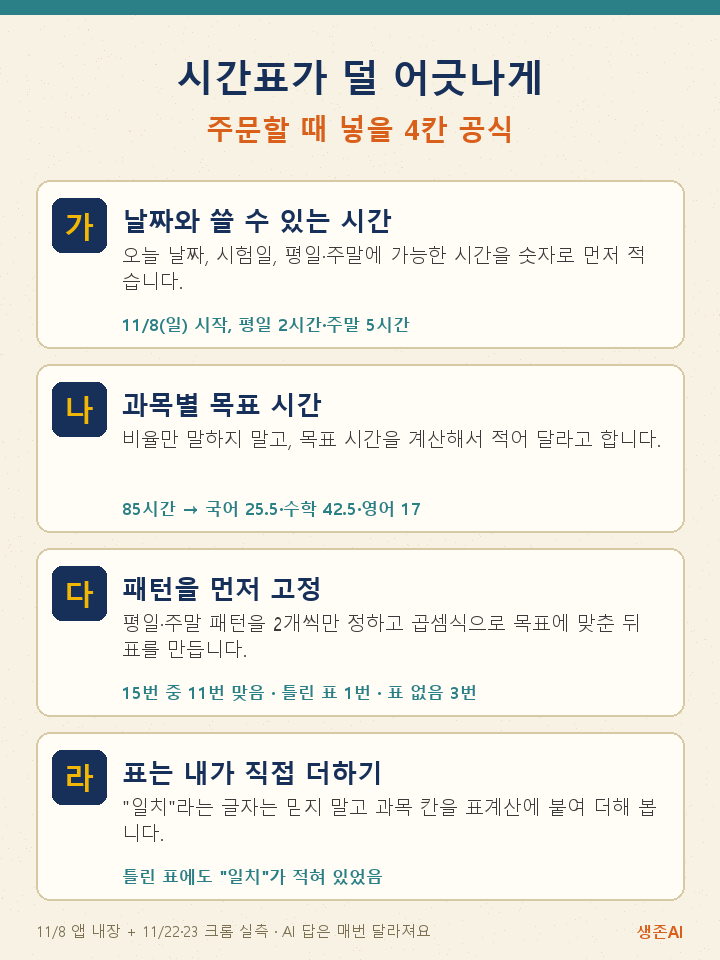 시간표가 덜 어긋나게
주문할 때 넣을 4칸 공식
가
날짜와 쓸 수 있는 시간
오늘 날짜, 시험일, 평일·주말에 가능한 시간을 숫자로 먼저 적
습니다.
11/8(일) 시작, 평일 2시간·주말 5시간
나
과목별 목표 시간
비율만 말하지 말고, 목표 시간을 계산해서 적어 달라고 합니다.
85시간 → 국어 25.5·수학 42.5·영어 17
다
패턴을 먼저 고정
평일·주말 패턴을 2개씩만 정하고 곱셈식으로 목표에 맞춘 뒤
표를 만듭니다.
15번 중 11번 맞음 · 틀린 표 1번 · 표 없음 3번
라
표는 내가 직접 더하기
"일치"라는 글자는 믿지 말고 과목 칸을 표계산에 붙여 더해 봅
니다.
틀린 표에도 "일치"가 적혀 있었음
11/8 앱 내장 + 11/22·23 크롬 실측 · AI 답은 매번 달라져요
생존AI